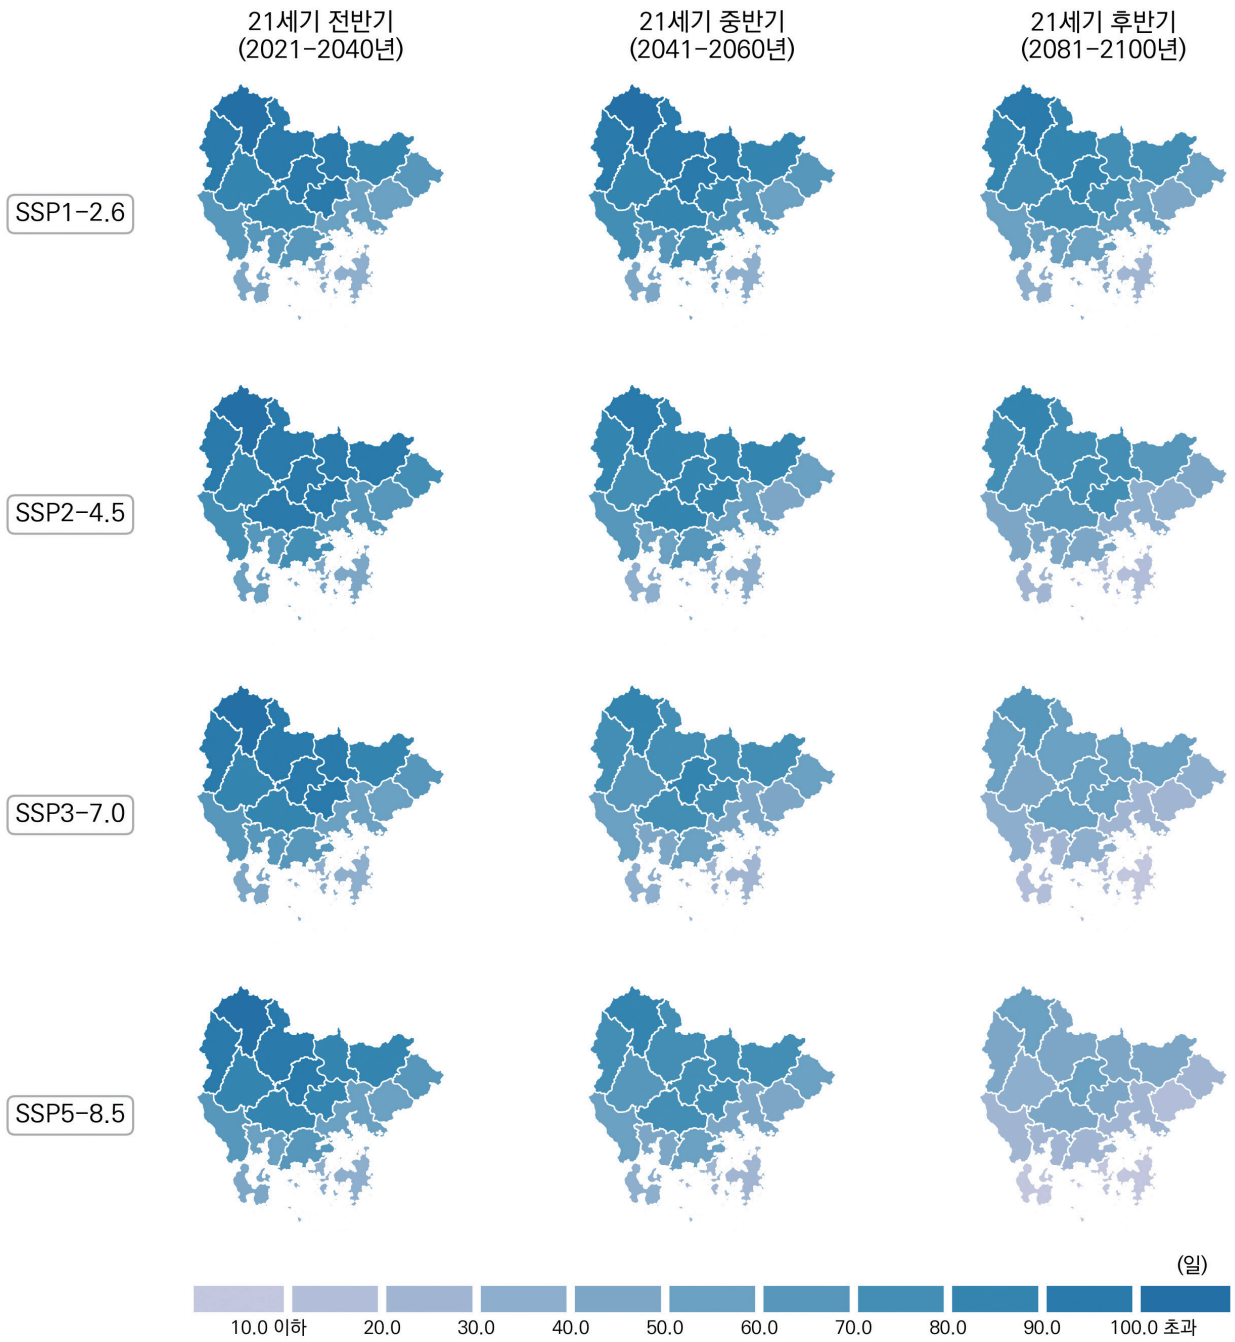 21세기 전반기
(2021-2040년)
21세기 중반기
(2041-2060년)
21세기 후반기
(2081-2100년)
SSP1-2.6
SSP2-4.5
SSP3-7.0
SSP5-8.5
(일)
10.0 이하 20.0 30.0 40.0 50.0 60.0 70.0 80.0 90.0 100.0 초과